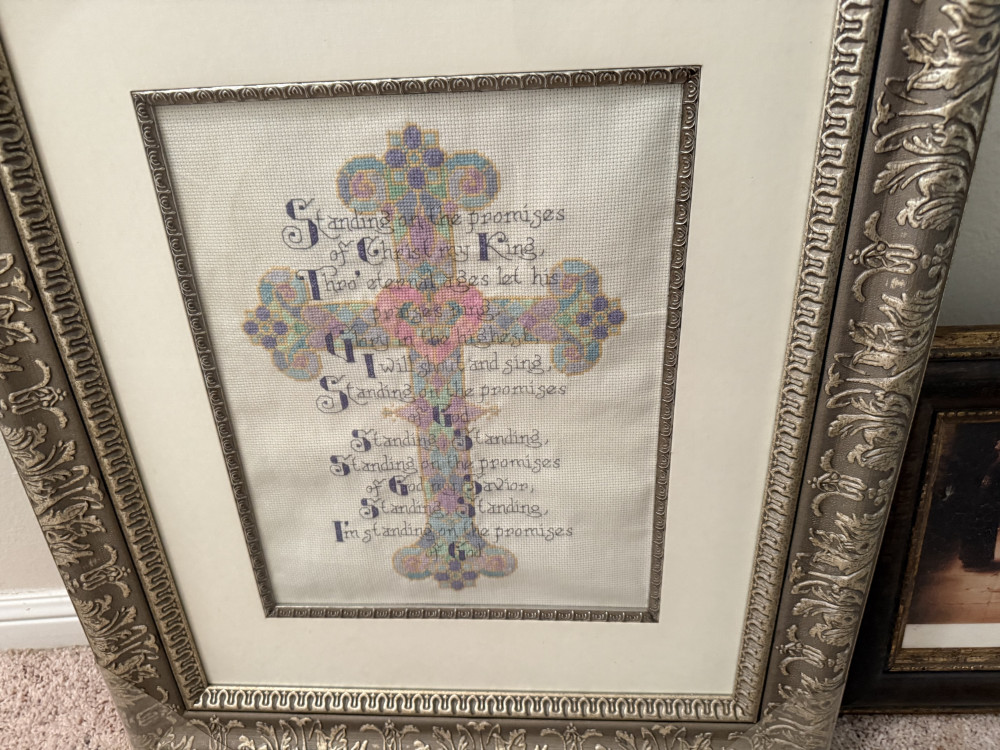 Standing on the promises
of Christ my King,
Thro' eternal ages let his
praises ring,
Glory in the highest,
I will shout and sing,
Standing on the promises
of God
Standing, Standing,
Standing on the promises
of God my Savior,
Standing, Standing,
I'm standing on the promises
of God